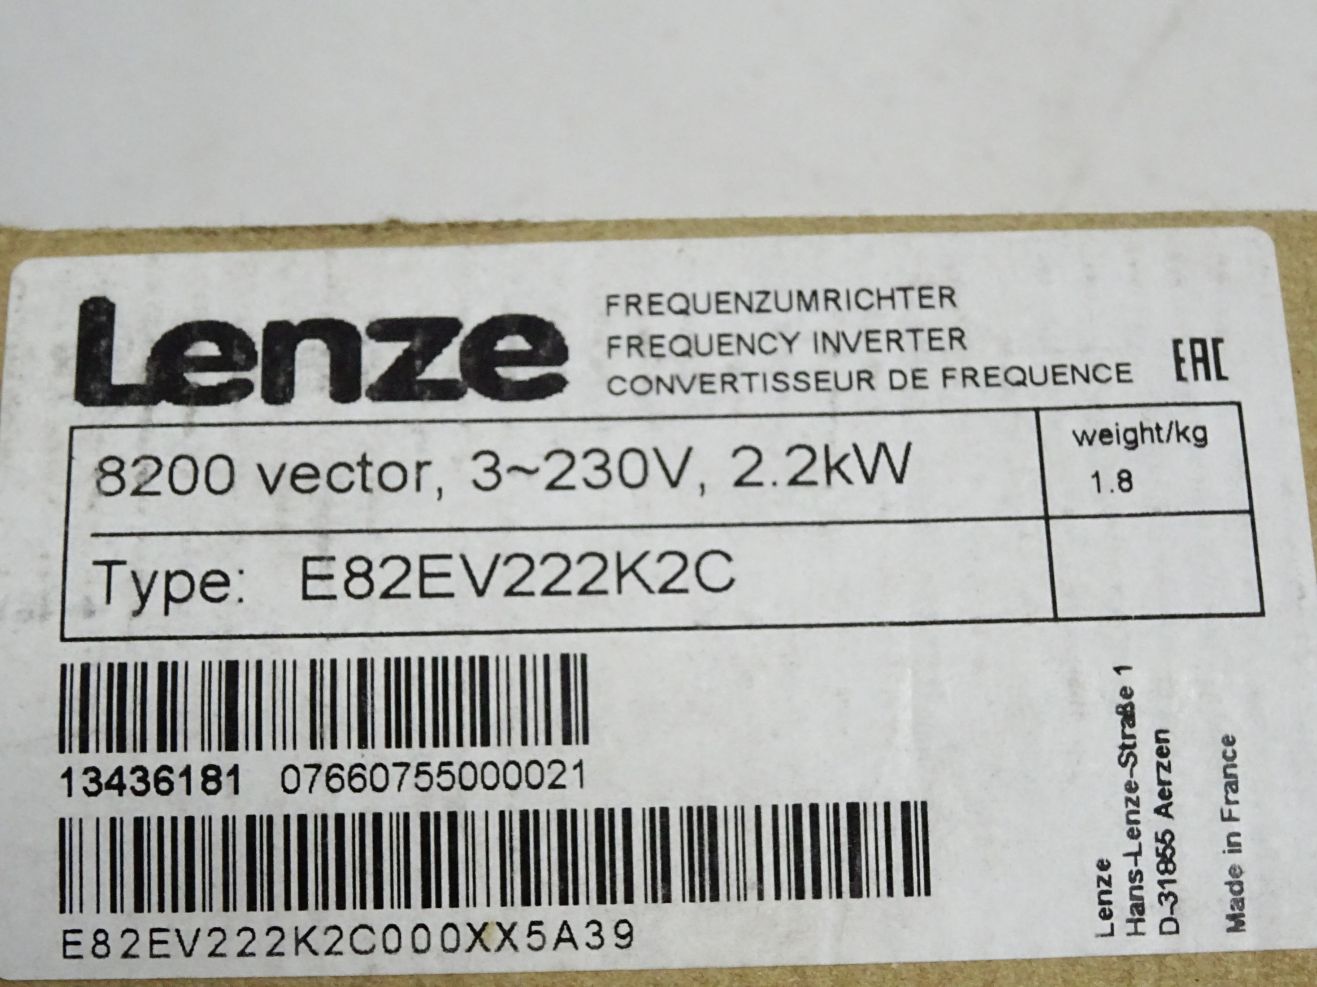 Lenze
FREQUENZUMRICHTER
FREQUENCY INVERTER
CONVERTISSEUR DE FREQUENCE
EAC
8200 vector, 3~230V, 2.2kW
weight/kg
1.8
Type: E82EV222K2C
13436181 07660755000021
E82EV222K2C000XX5A39
Lenze
Hans-Lenze-Straße 1
D-31855 Aerzen
Made in France